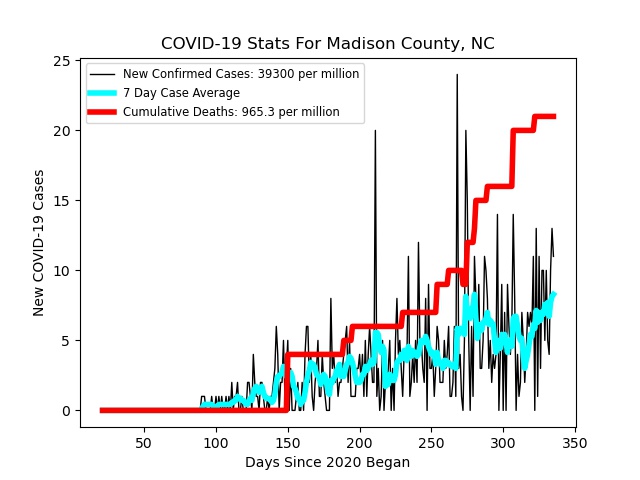 COVID-19 Stats For Madison County, NC
New Confirmed Cases: 39300 per million
7 Day Case Average
Cumulative Deaths: 965.3 per million
New COVID-19 Cases
25
20
15
10
5
0
50 100 150 200 250 300 350
Days Since 2020 Began